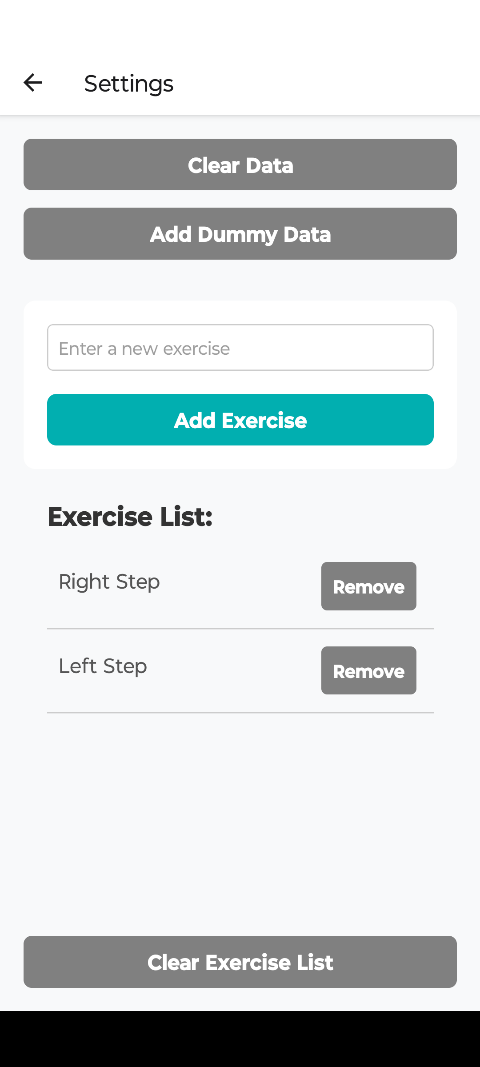 Settings
Clear Data
Add Dummy Data
Enter a new exercise
Add Exercise
Exercise List:
Right Step
Remove
Left Step
Remove
Clear Exercise List